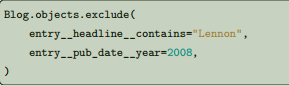 Blog.objects.exclude(
    entry__headline__contains="Lennon",
    entry__pub_date__year=2008,
)